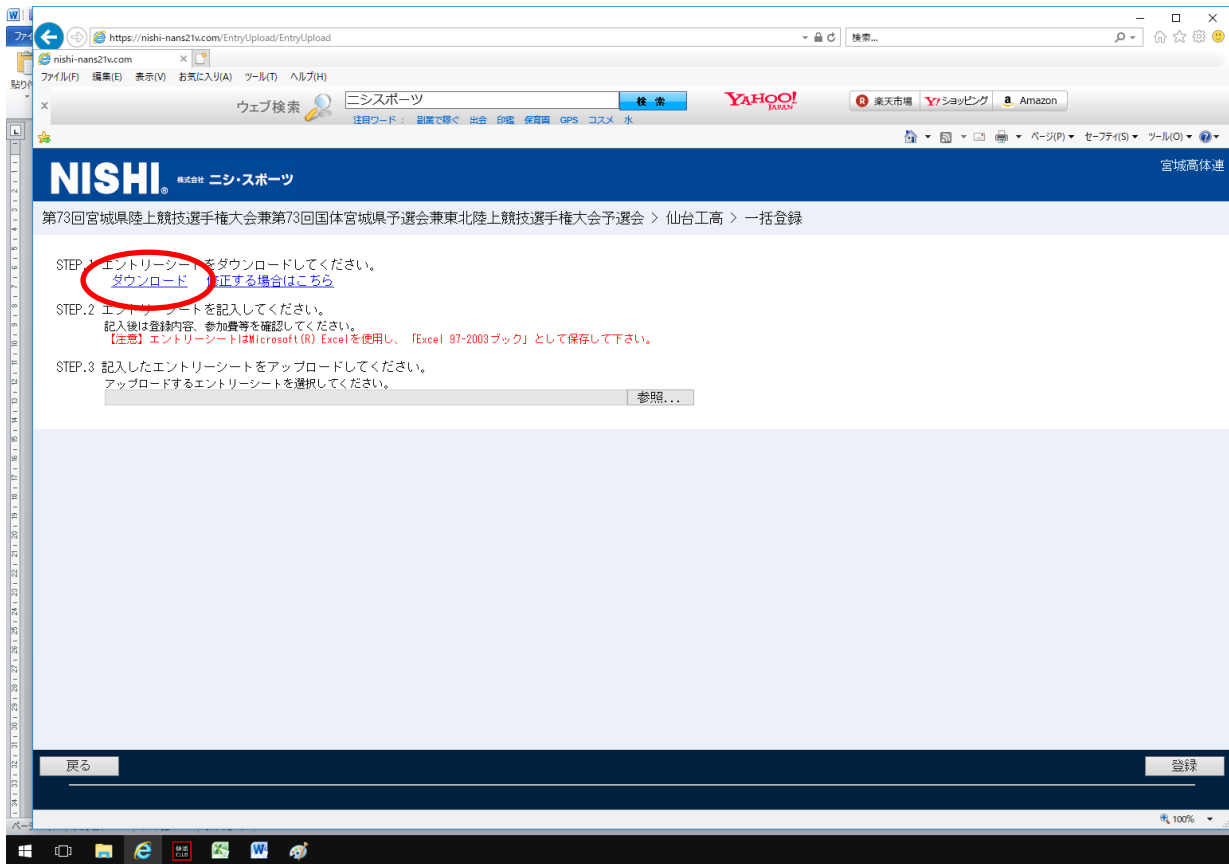 ファイ
https://nishi-nans21v.com/EntryUpload/EntryUpload
検索...
nishi-nans21v.com
ファイル(F) 編集(E) 表示(V) お気に入り(A) ツール(T) ヘルプ(H)
貼り付
x ウェブ検索 ニシスポーツ 検 索 YAHOO! JAPAN 楽天市場 Y!ショッピング a Amazon
注目ワード： 副業で稼ぐ 出会 印鑑 保育園 GPS コスメ 水
ページ(P) セーフティ(S) ツール(O)
NISHI® 株式会社 ニシ・スポーツ
宮城高体連
第73回宮城県陸上競技選手権大会兼第73回国体宮城県予選会兼東北陸上競技選手権大会予選会 > 仙台工高 > 一括登録
STEP.1 エントリーシートをダウンロードしてください。
ダウンロード 修正する場合はこちら
STEP.2 エントリーシートを記入してください。
記入後は登録内容、参加費等を確認してください。
【注意】エントリーシートはMicrosoft(R) Excelを使用し、「Excel 97-2003ブック」として保存して下さい。
STEP.3 記入したエントリーシートをアップロードしてください。
アップロードするエントリーシートを選択してください。
参照...
戻る
登録
100%